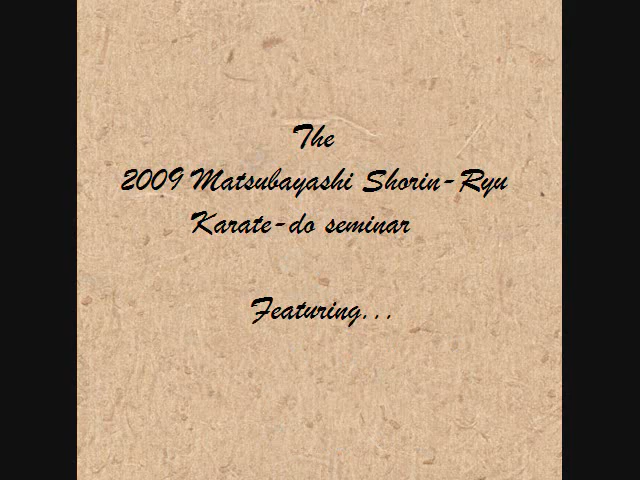 The
2009 Matsubayashi Shorin-Ryu
Karate-do seminar
Featuring...